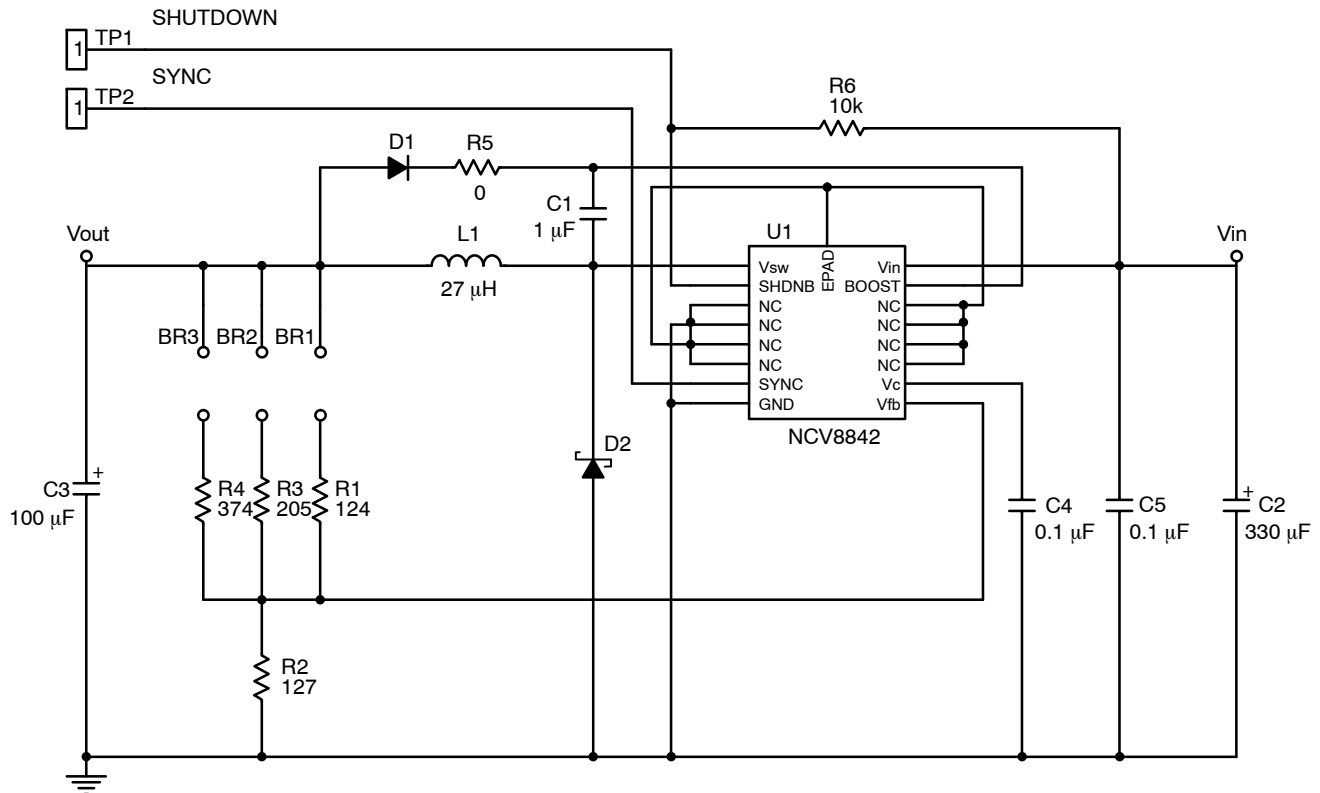 SHUTDOWN
1 TP1
SYNC
1 TP2
R6
10k
D1
R5
0
C1
1 μF
U1
Vout
L1
27 μH
Vin
Vsw
SHDNB
NC
NC
NC
NC
SYNC
GND
EPAD
Vin
BOOST
NC
NC
NC
NC
Vc
Vfb
NCV8842
BR3
BR2
BR1
D2
+
C3
100 μF
R4
374
R3
205
R1
124
C4
0.1 μF
C5
0.1 μF
+
C2
330 μF
R2
127